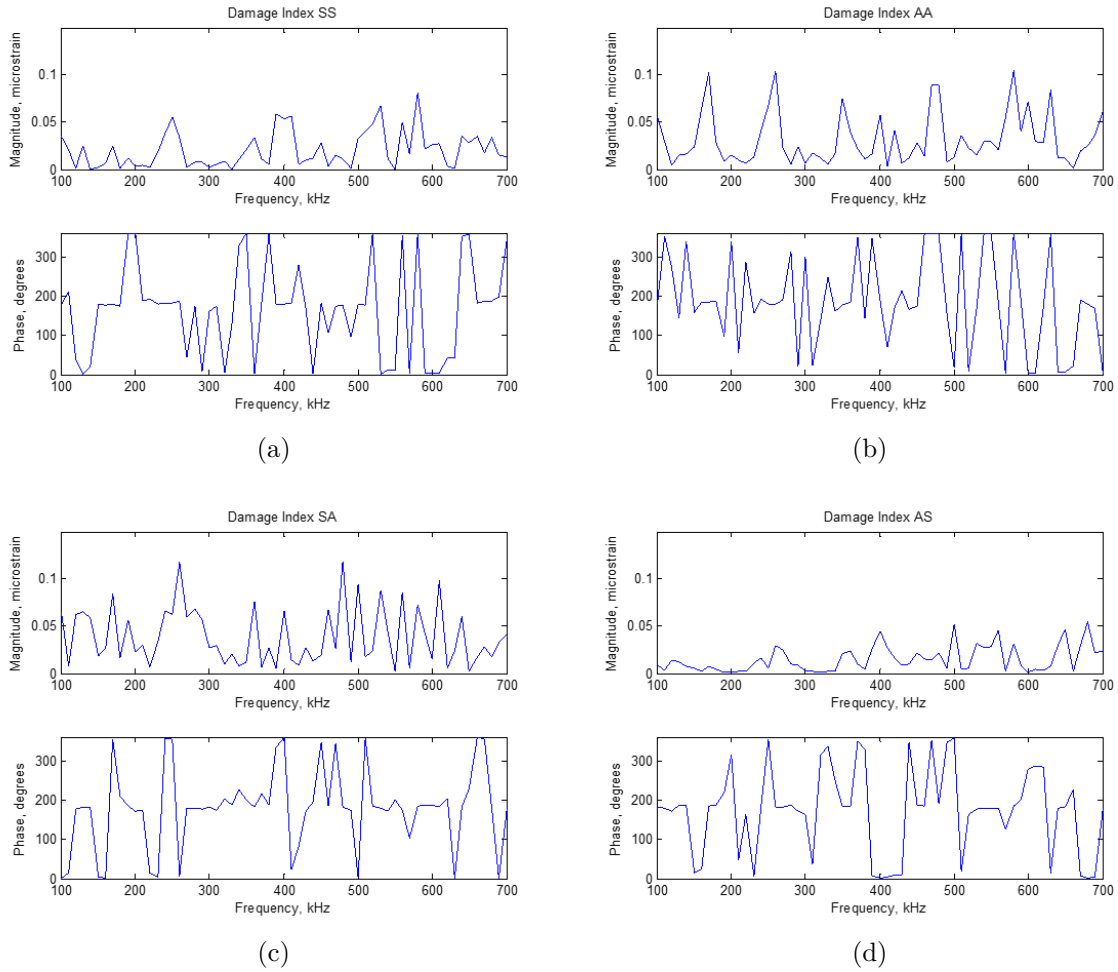 Damage Index SS
Magnitude, microstrain
0.1
0.05
0
100 200 300 400 500 600 700
Frequency, kHz
Phase, degrees
300
200
100
0
100 200 300 400 500 600 700
Frequency, kHz
(a)
Damage Index AA
Magnitude, microstrain
0.1
0.05
0
100 200 300 400 500 600 700
Frequency, kHz
Phase, degrees
300
200
100
0
100 200 300 400 500 600 700
Frequency, kHz
(b)
Damage Index SA
Magnitude, microstrain
0.1
0.05
0
100 200 300 400 500 600 700
Frequency, kHz
Phase, degrees
300
200
100
0
100 200 300 400 500 600 700
Frequency, kHz
(c)
Damage Index AS
Magnitude, microstrain
0.1
0.05
0
100 200 300 400 500 600 700
Frequency, kHz
Phase, degrees
300
200
100
0
100 200 300 400 500 600 700
Frequency, kHz
(d)